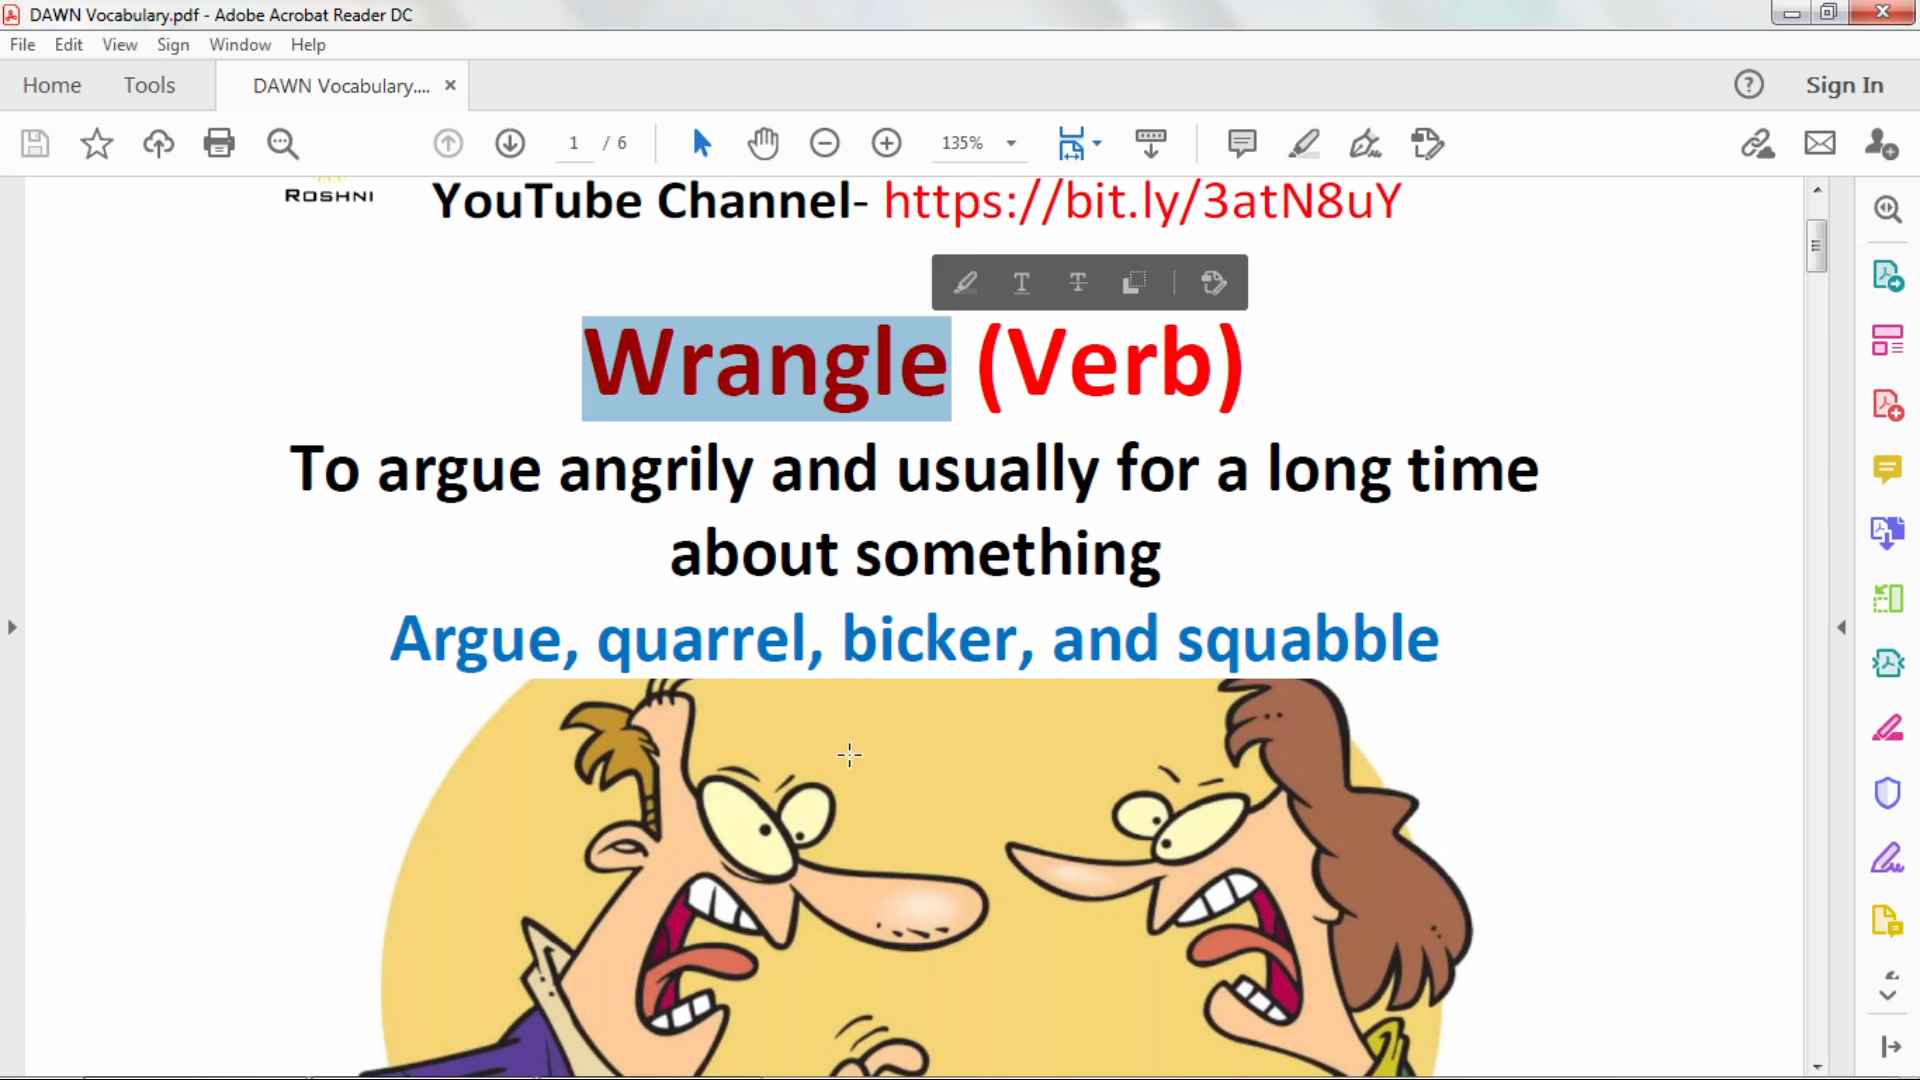 DAWN Vocabulary.pdf - Adobe Acrobat Reader DC
File Edit View Sign Window Help
Home Tools DAWN Vocabulary.... Sign In
1 / 6 135%
ROSHNI
YouTube Channel- https://bit.ly/3atN8uY
Wrangle (Verb)
To argue angrily and usually for a long time
about something
Argue, quarrel, bicker, and squabble